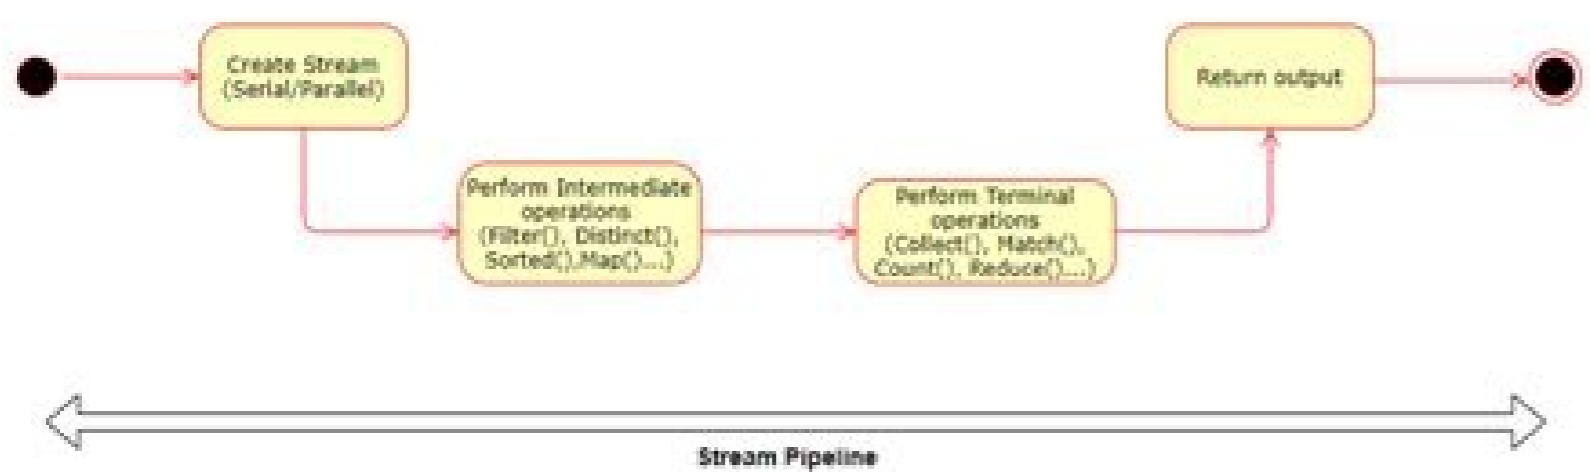 Create Stream
(Serial/Parallel)
Perform Intermediate
operations
(Filter(), Distinct(),
Sorted(),Map()...)
Perform Terminal
operations
(Collect(), Match(),
Count(), Reduce()...)
Return output
Stream Pipeline